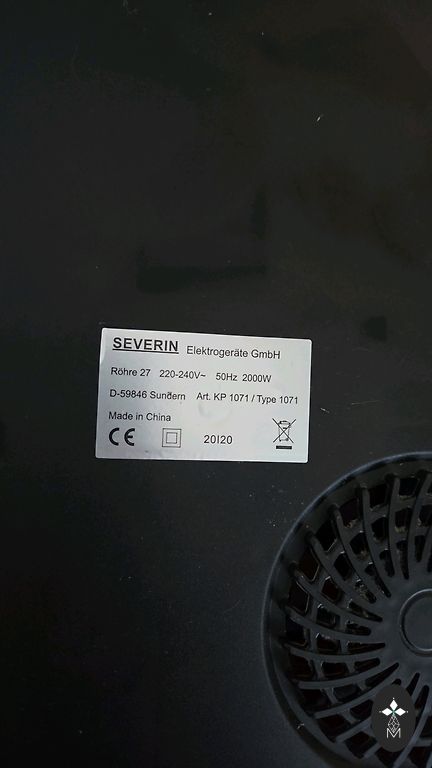 SEVERIN Elektrogeräte GmbH
Röhre 27 220-240V~ 50Hz 2000W
D-59846 Sundern Art. KP 1071 / Type 1071
Made in China
CE 20I20
M